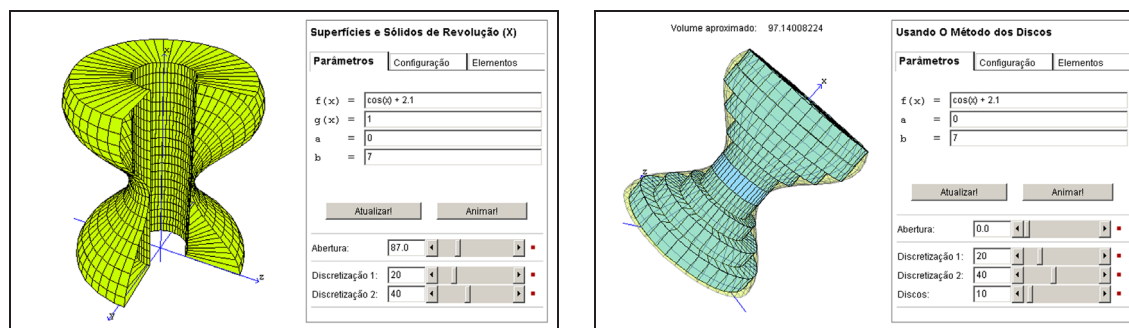 Superfícies e Sólidos de Revolução (X)
Parâmetros Configuração Elementos
f(x) = cos(x) + 2.1
g(x) = 1
a = 0
b = 7
Atualizar! Animar!
Abertura: 87.0
Discretização 1: 20
Discretização 2: 40
x
z
y
Volume aproximado: 97.14008224
Usando O Método dos Discos
Parâmetros Configuração Elementos
f(x) = cos(x) + 2.1
a = 0
b = 7
Atualizar! Animar!
Abertura: 0.0
Discretização 1: 20
Discretização 2: 40
Discos: 10
x
z